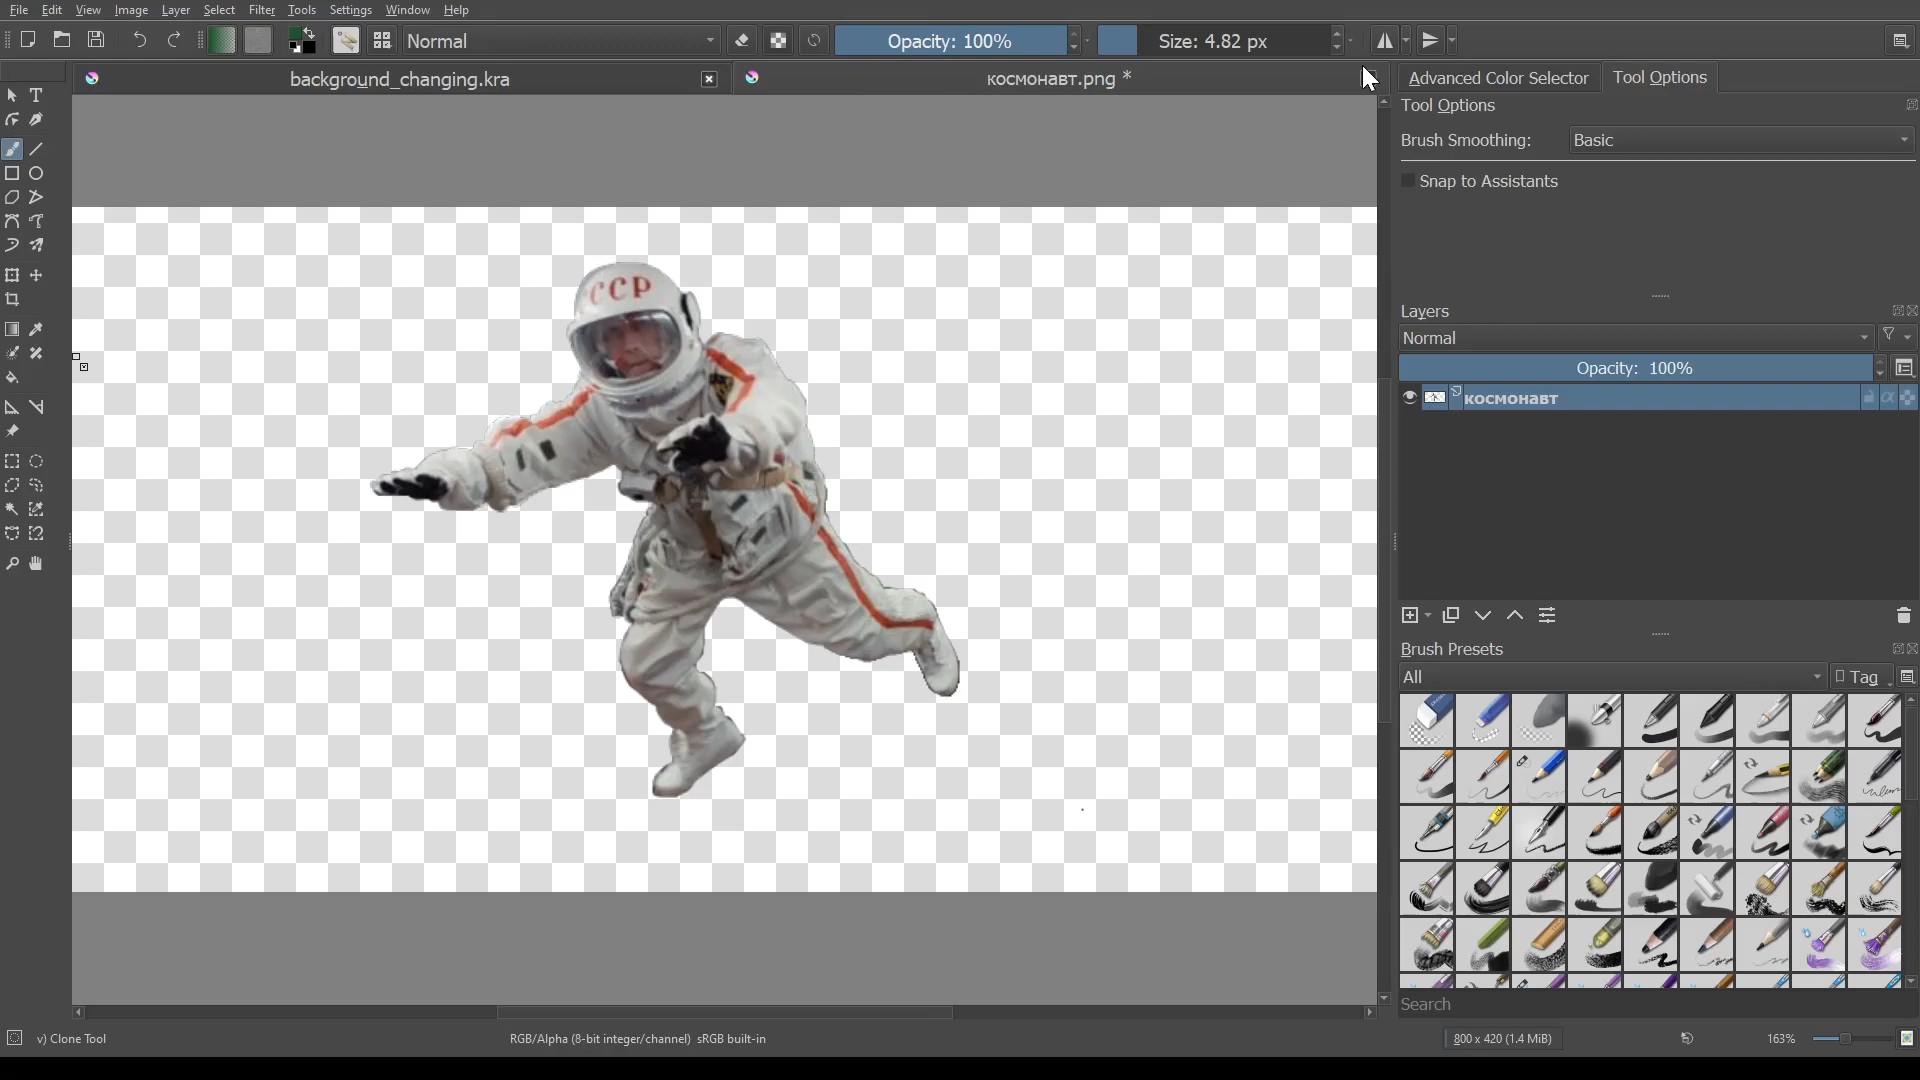 File Edit View Image Layer Select Filter Tools Settings Window Help
Normal Opacity: 100% Size: 4.82 px
background_changing.kra космонавт.png *
Advanced Color Selector Tool Options
Tool Options
Brush Smoothing: Basic
Snap to Assistants
ССР
Layers
Normal
Opacity: 100%
космонавт
Brush Presets
All Tag
Search
v) Clone Tool RGB/Alpha (8-bit integer/channel) sRGB built-in 800 x 420 (1.4 MiB) 163%